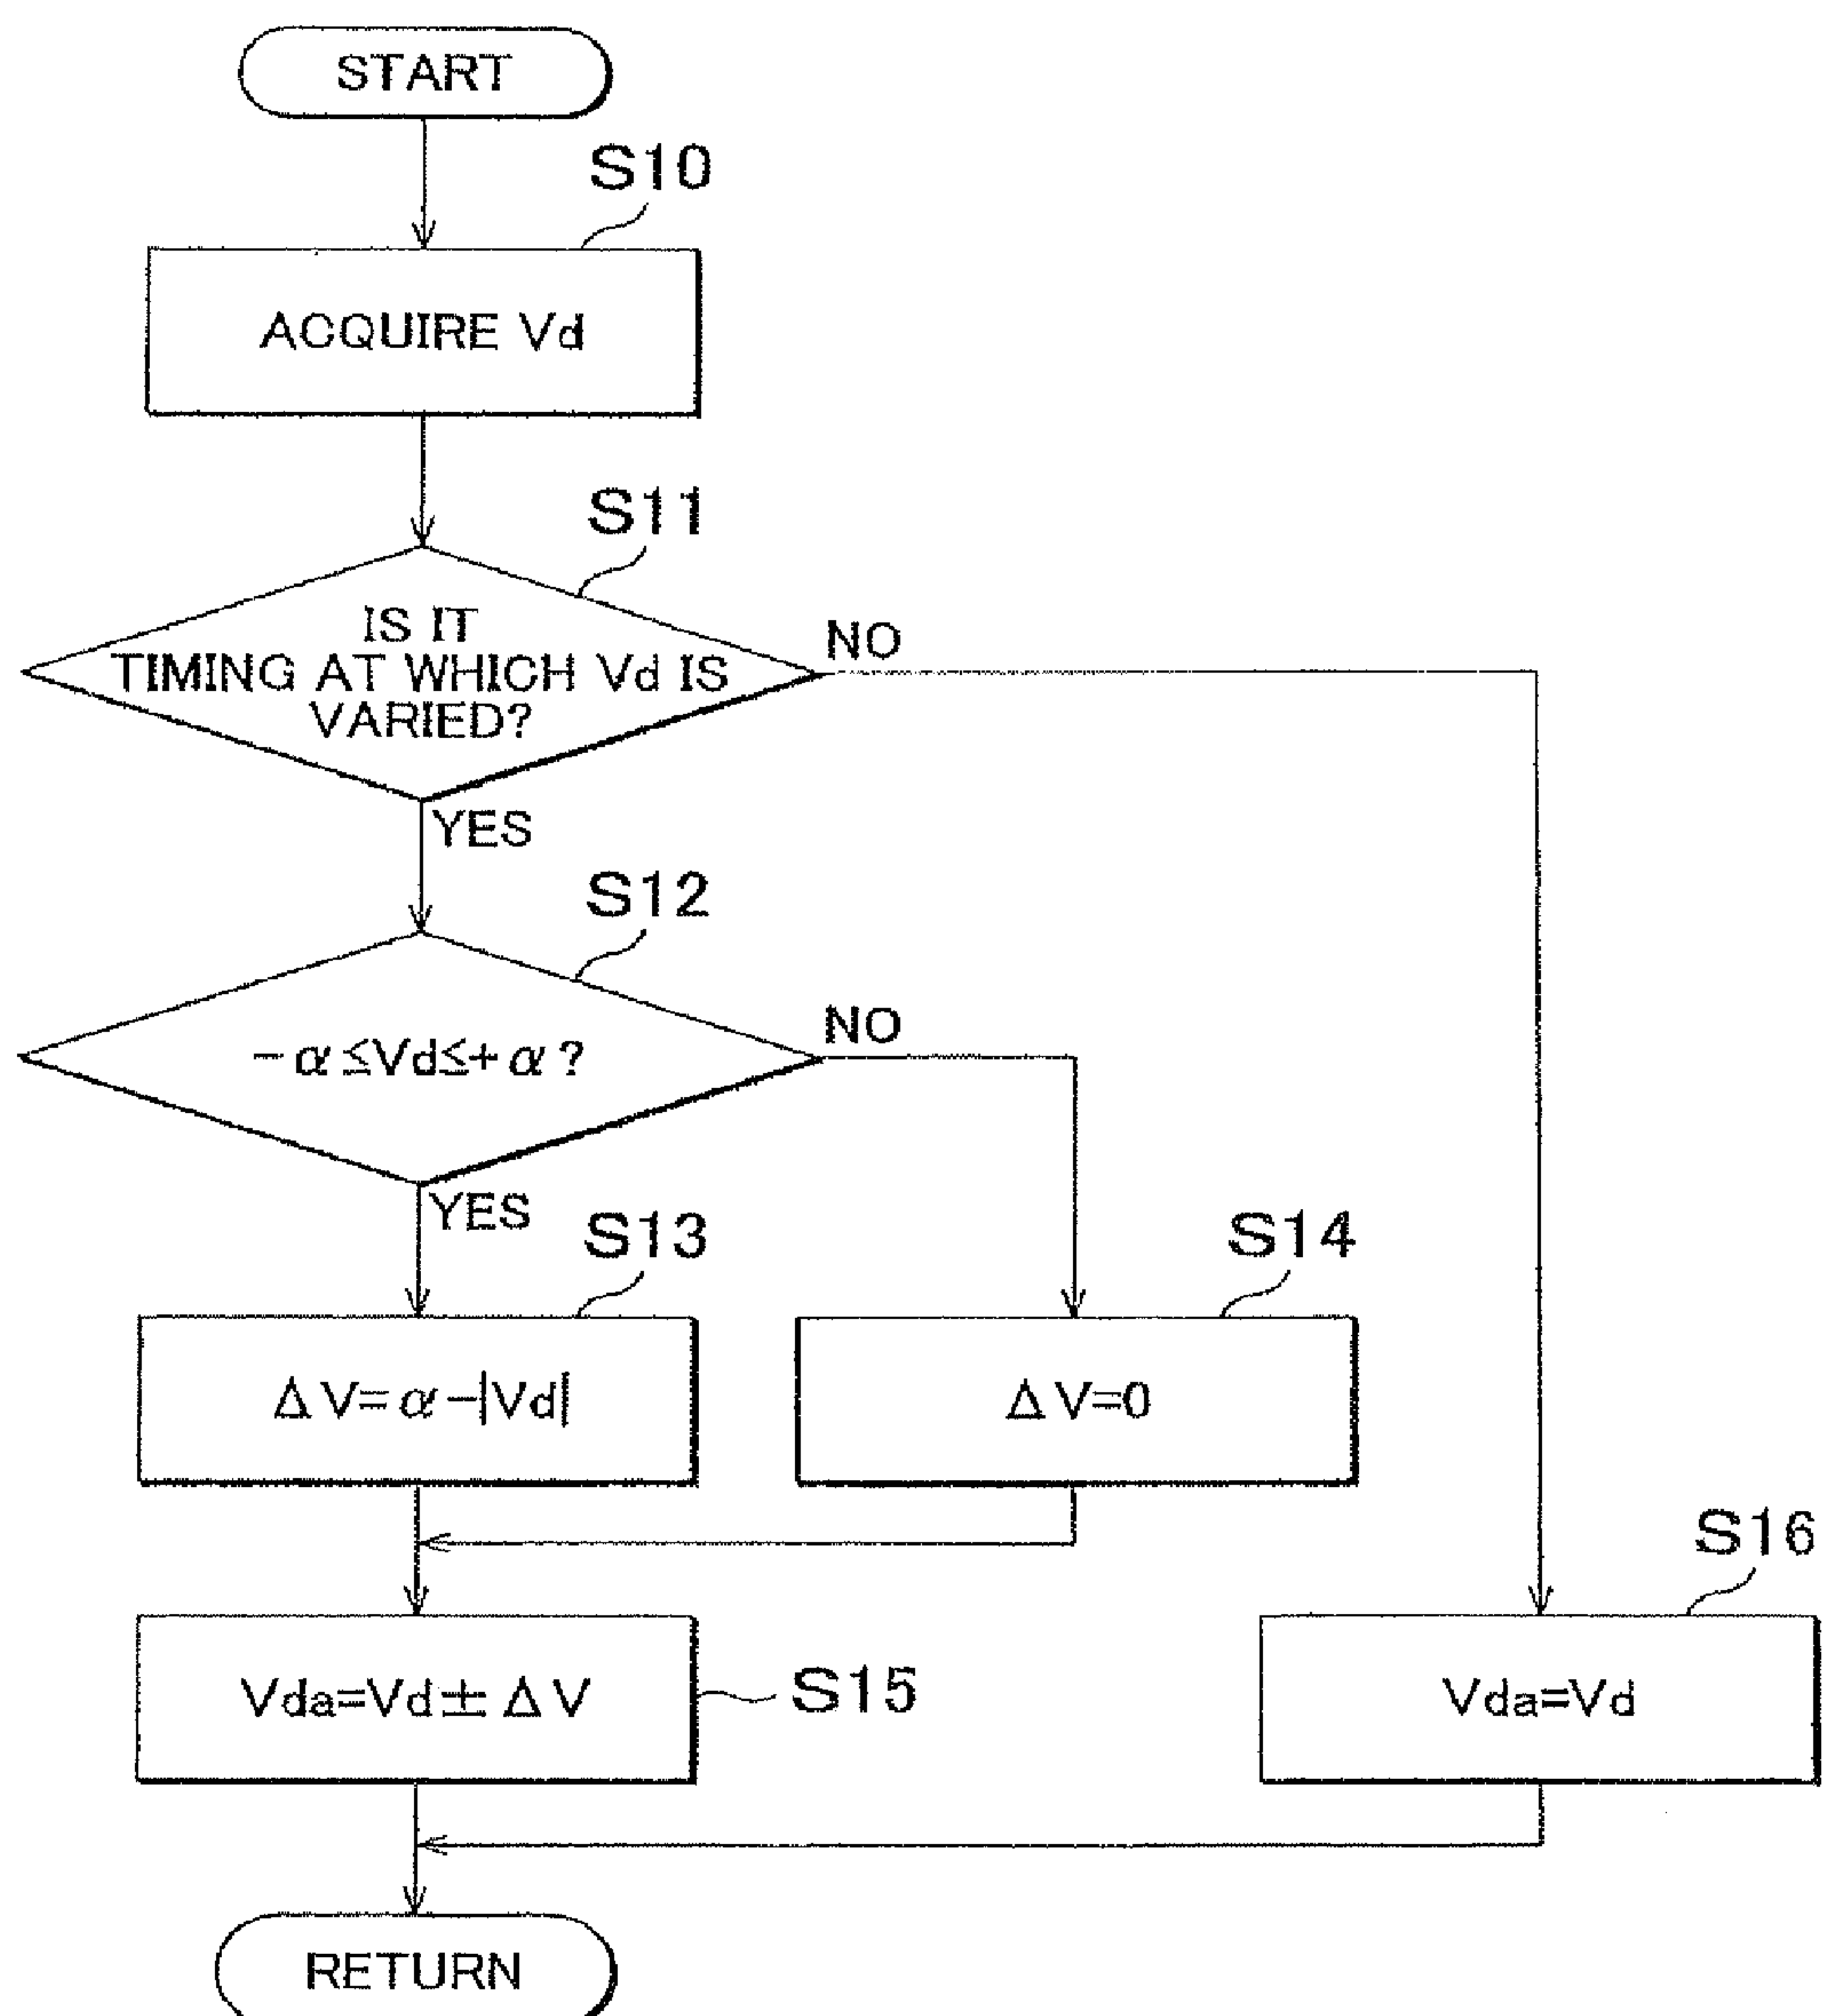 START
S10
ACQUIRE Vd
S11
IS IT
TIMING AT WHICH Vd IS
VARIED?
NO
YES
S12
-α≤Vd≤+α?
NO
YES
S13
ΔV=α-|Vd|
S14
ΔV=0
S15
Vda=Vd±ΔV
S16
Vda=Vd
RETURN